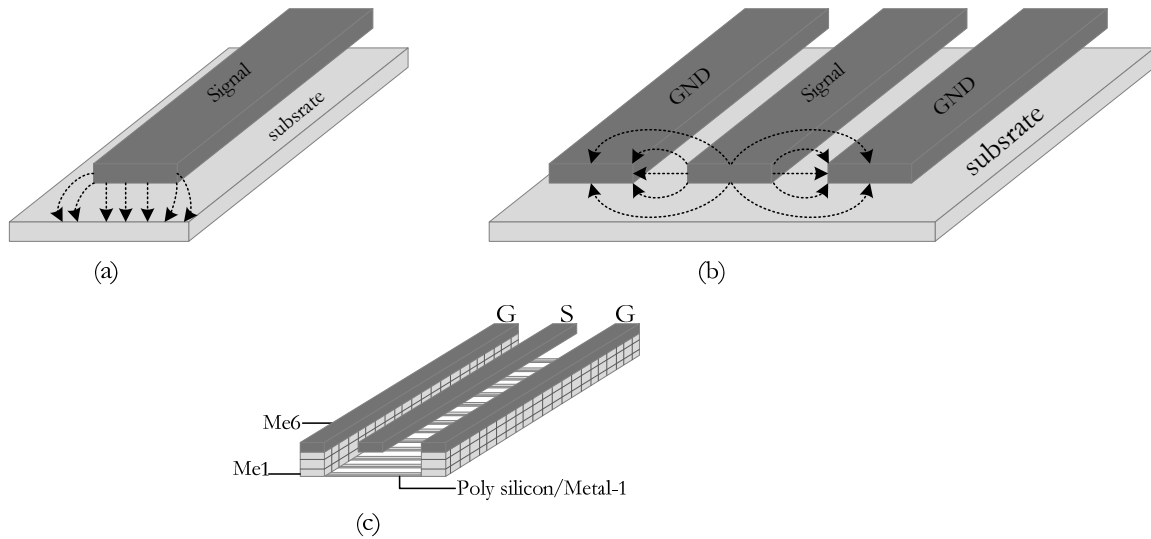 Signal
subsrate
(a)
GND
Signal
GND
subsrate
(b)
G S G
Me6
Me1
Poly silicon/Metal-1
(c)